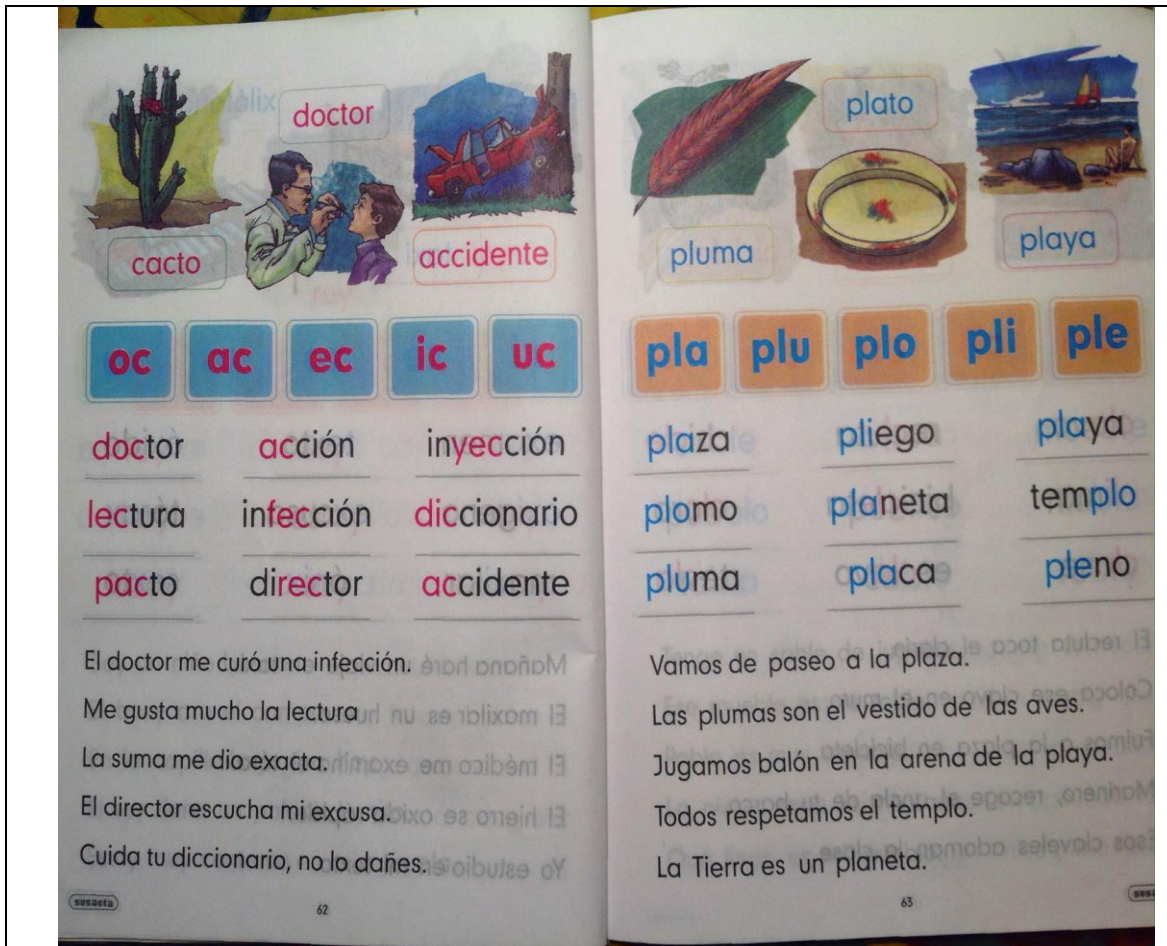 doctor
cacto
accidente
oc ac ec ic uc
doctor acción inyección
lectura infección diccionario
pacto director accidente
El doctor me curó una infección.
Me gusta mucho la lectura
La suma me dio exacta.
El director escucha mi excusa.
Cuida tu diccionario, no lo dañes.
susaeta
62
plato
pluma
playa
pla plu plo pli ple
plaza pliego playa
plomo planeta templo
pluma placa pleno
Vamos de paseo a la plaza.
Las plumas son el vestido de las aves.
Jugamos balón en la arena de la playa.
Todos respetamos el templo.
La Tierra es un planeta.
63